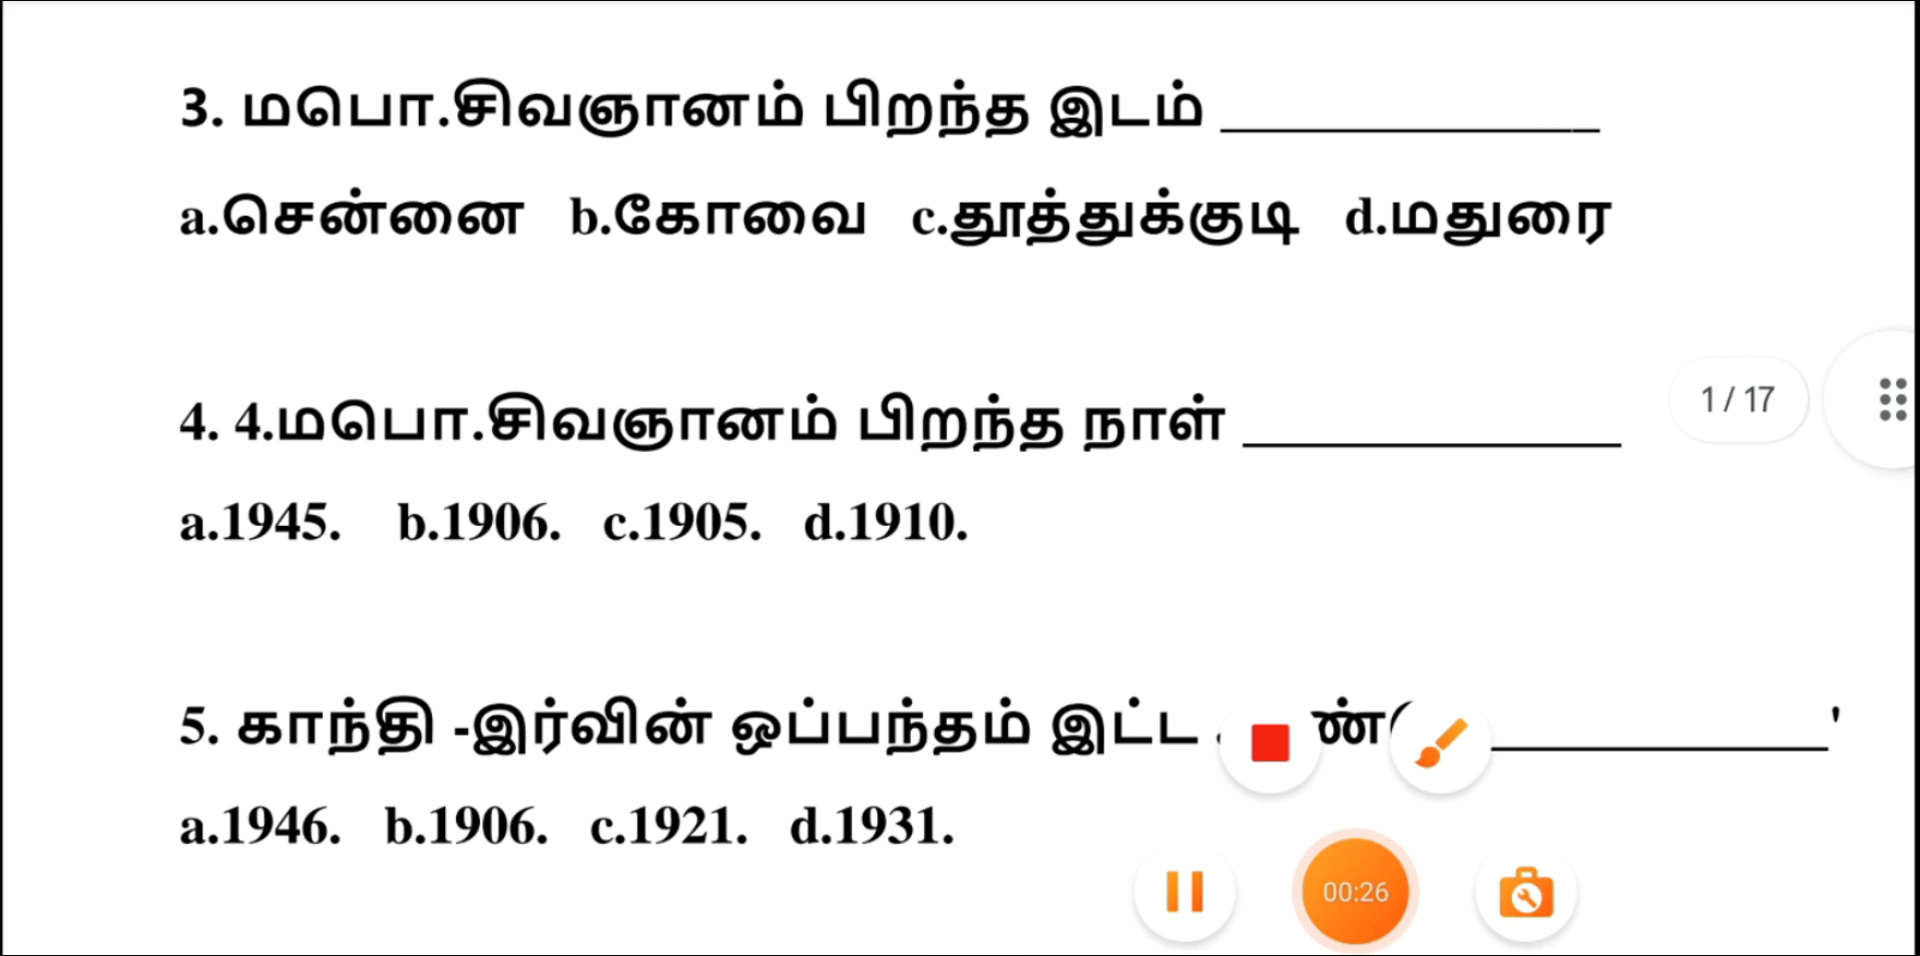 3. மபொ.சிவஞானம் பிறந்த இடம் ____________
a.சென்னை b.கோவை c.தூத்துக்குடி d.மதுரை
1 / 17
4. 4.மபொ.சிவஞானம் பிறந்த நாள் ____________
a.1945. b.1906. c.1905. d.1910.
5. காந்தி -இர்வின் ஒப்பந்தம் இட்ட ____________'
a.1946. b.1906. c.1921. d.1931.
00:26